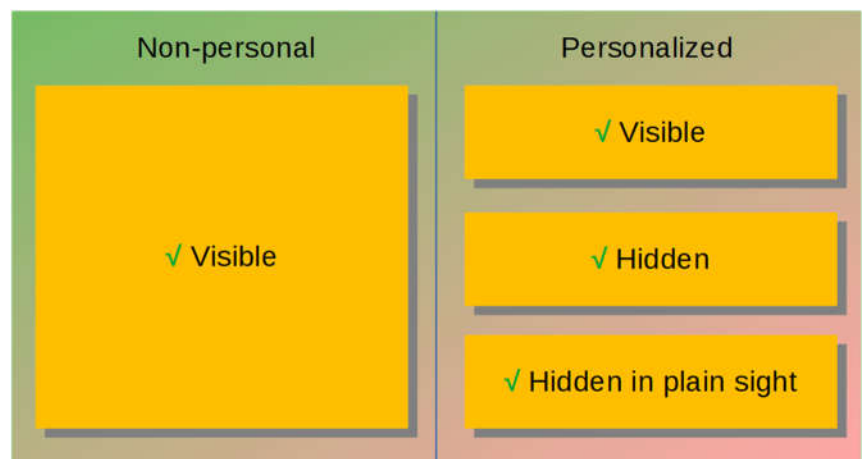 Non-personal
√ Visible
Personalized
√ Visible
√ Hidden
√ Hidden in plain sight